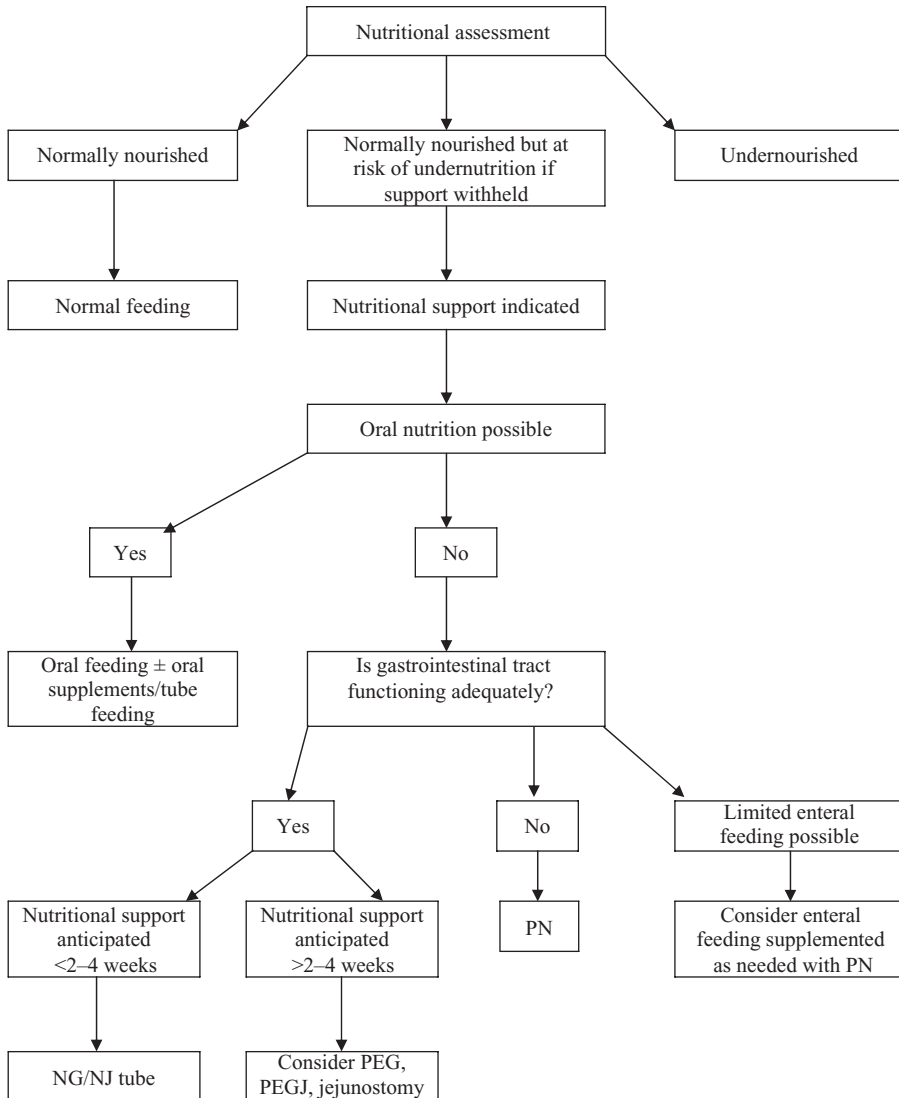 Nutritional assessment
Normally nourished
Normally nourished but at
risk of undernutrition if
support withheld
Undernourished
Normal feeding
Nutritional support indicated
Oral nutrition possible
Yes
No
Oral feeding ± oral
supplements/tube
feeding
Is gastrointestinal tract
functioning adequately?
Yes
No
Limited enteral
feeding possible
Nutritional support
anticipated
<2–4 weeks
Nutritional support
anticipated
>2–4 weeks
PN
Consider enteral
feeding supplemented
as needed with PN
NG/NJ tube
Consider PEG,
PEGJ, jejunostomy